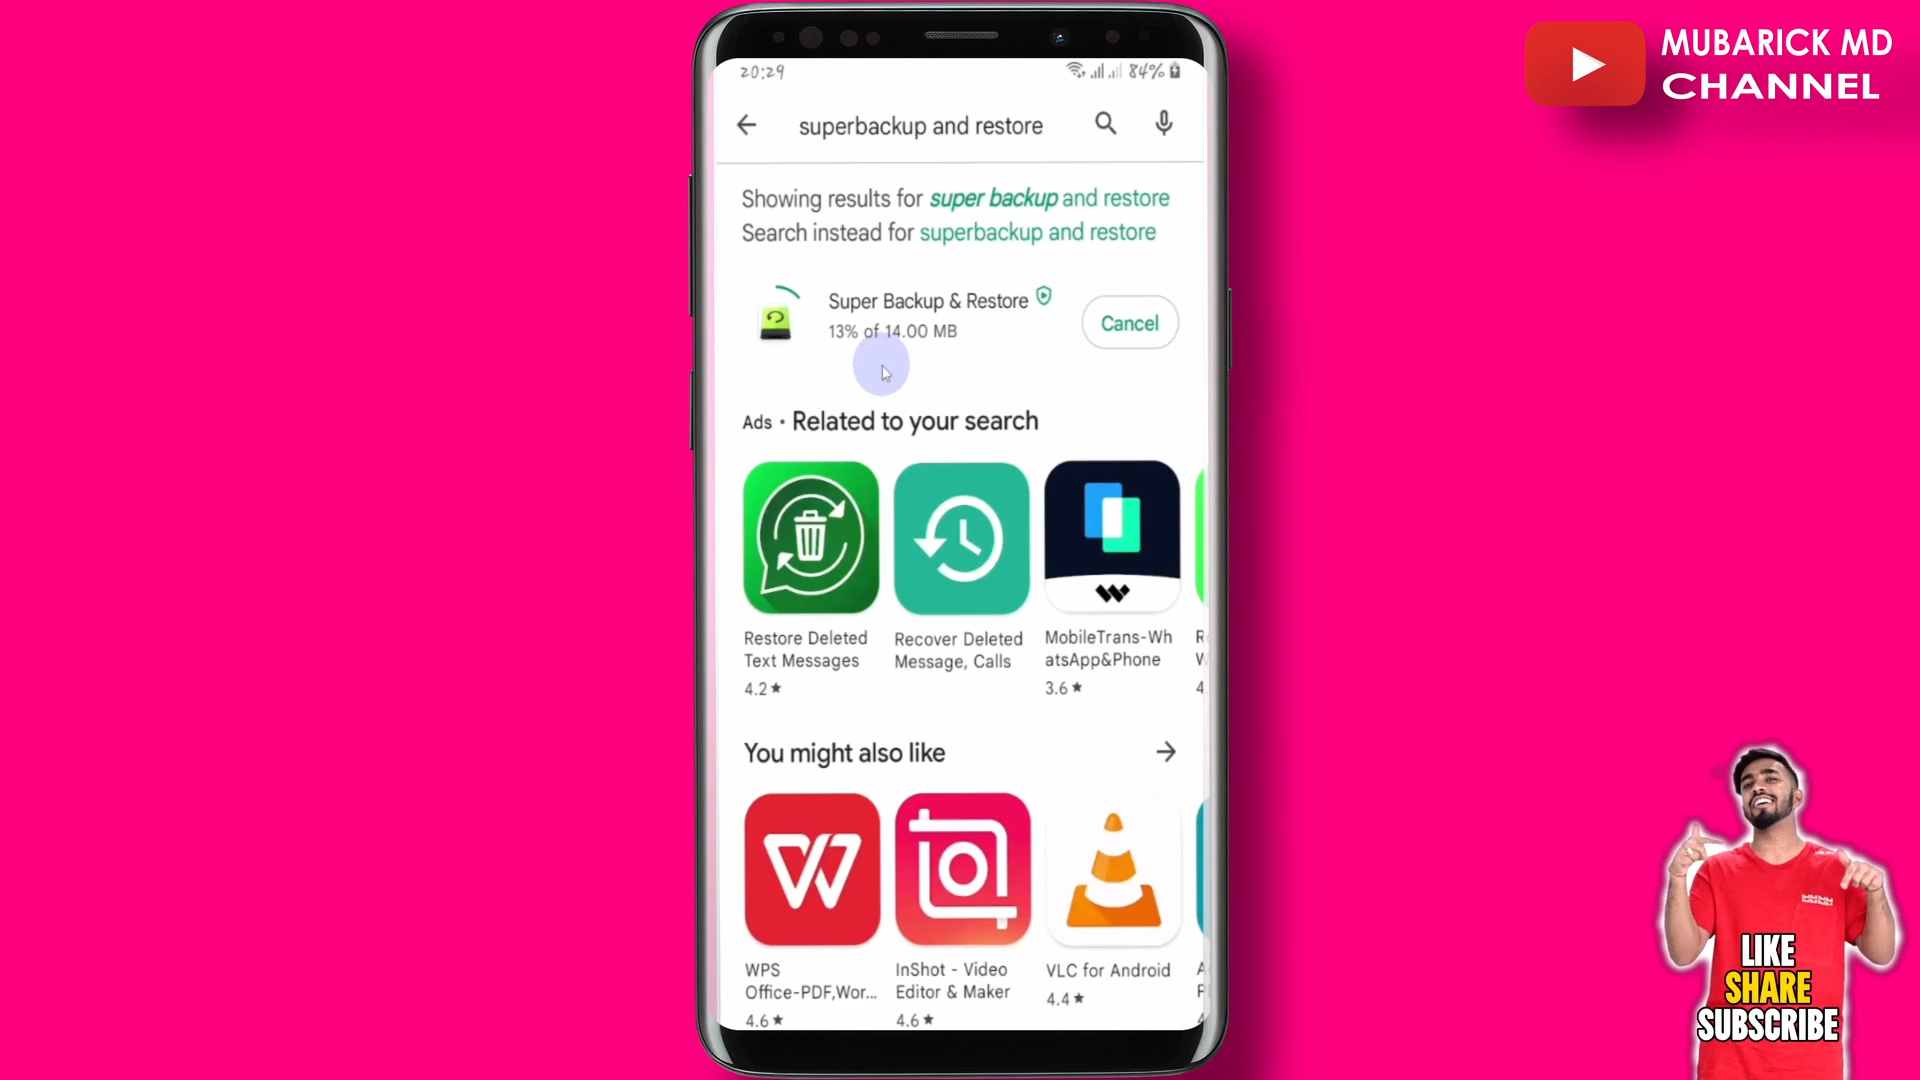 MUBARICK MD
CHANNEL
20:29
84%
superbackup and restore
Showing results for super backup and restore
Search instead for superbackup and restore
Super Backup & Restore
13% of 14.00 MB
Cancel
Ads • Related to your search
Restore Deleted
Text Messages
4.2★
Recover Deleted
Message, Calls
MobileTrans-Wh
atsApp&Phone
3.6★
You might also like
WPS
Office-PDF,Wor...
4.6★
InShot - Video
Editor & Maker
4.6★
VLC for Android
4.4★
LIKE
SHARE
SUBSCRIBE